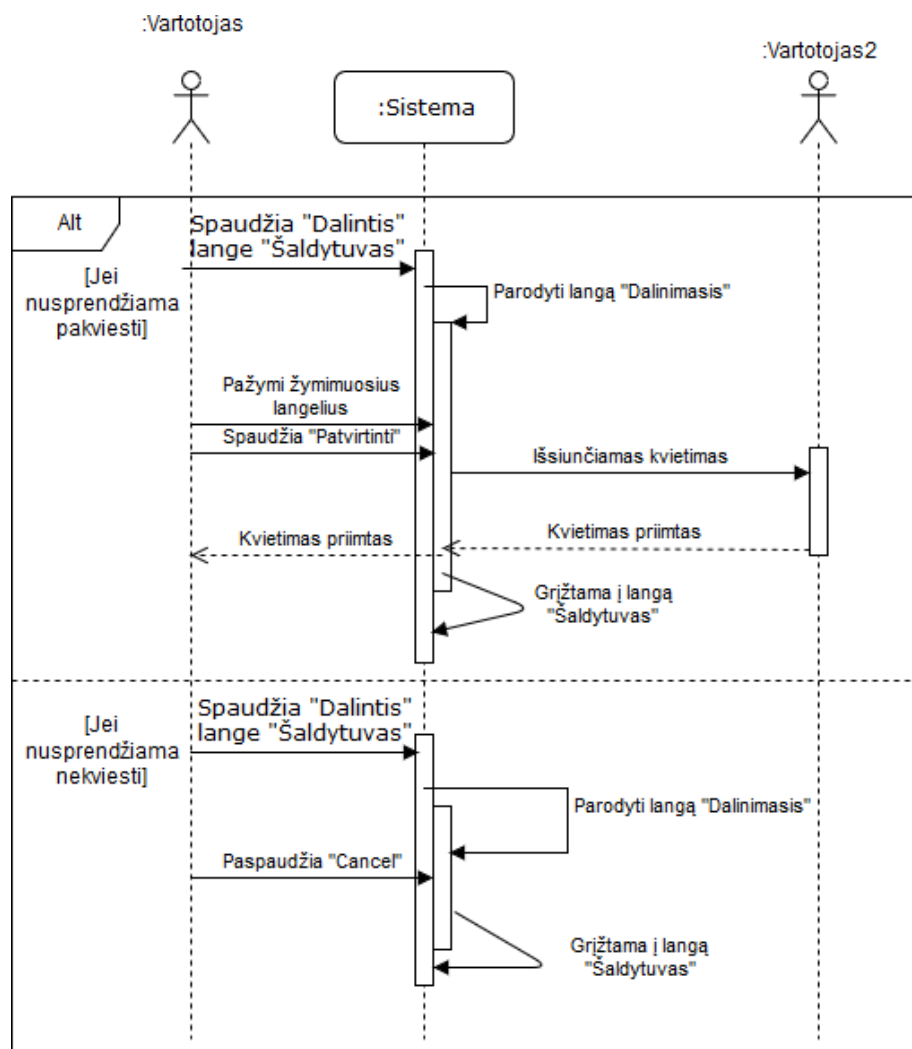 :Vartotojas
:Vartotojas2
:Sistema
Alt
Spaudžia "Dalintis"
lange "Šaldytuvas"
[Jei
nusprendžiama
pakviesti]
Parodyti langą "Dalinimasis"
Pažymi žymimuosius
langelius
Spaudžia "Patvirtinti"
Išsiunčiamas kvietimas
Kvietimas priimtas
Kvietimas priimtas
Grįžtama į langą
"Šaldytuvas"
Spaudžia "Dalintis"
lange "Šaldytuvas"
[Jei
nusprendžiama
nekviesti]
Parodyti langą "Dalinimasis"
Paspaudžia "Cancel"
Grįžtama į langą
"Šaldytuvas"